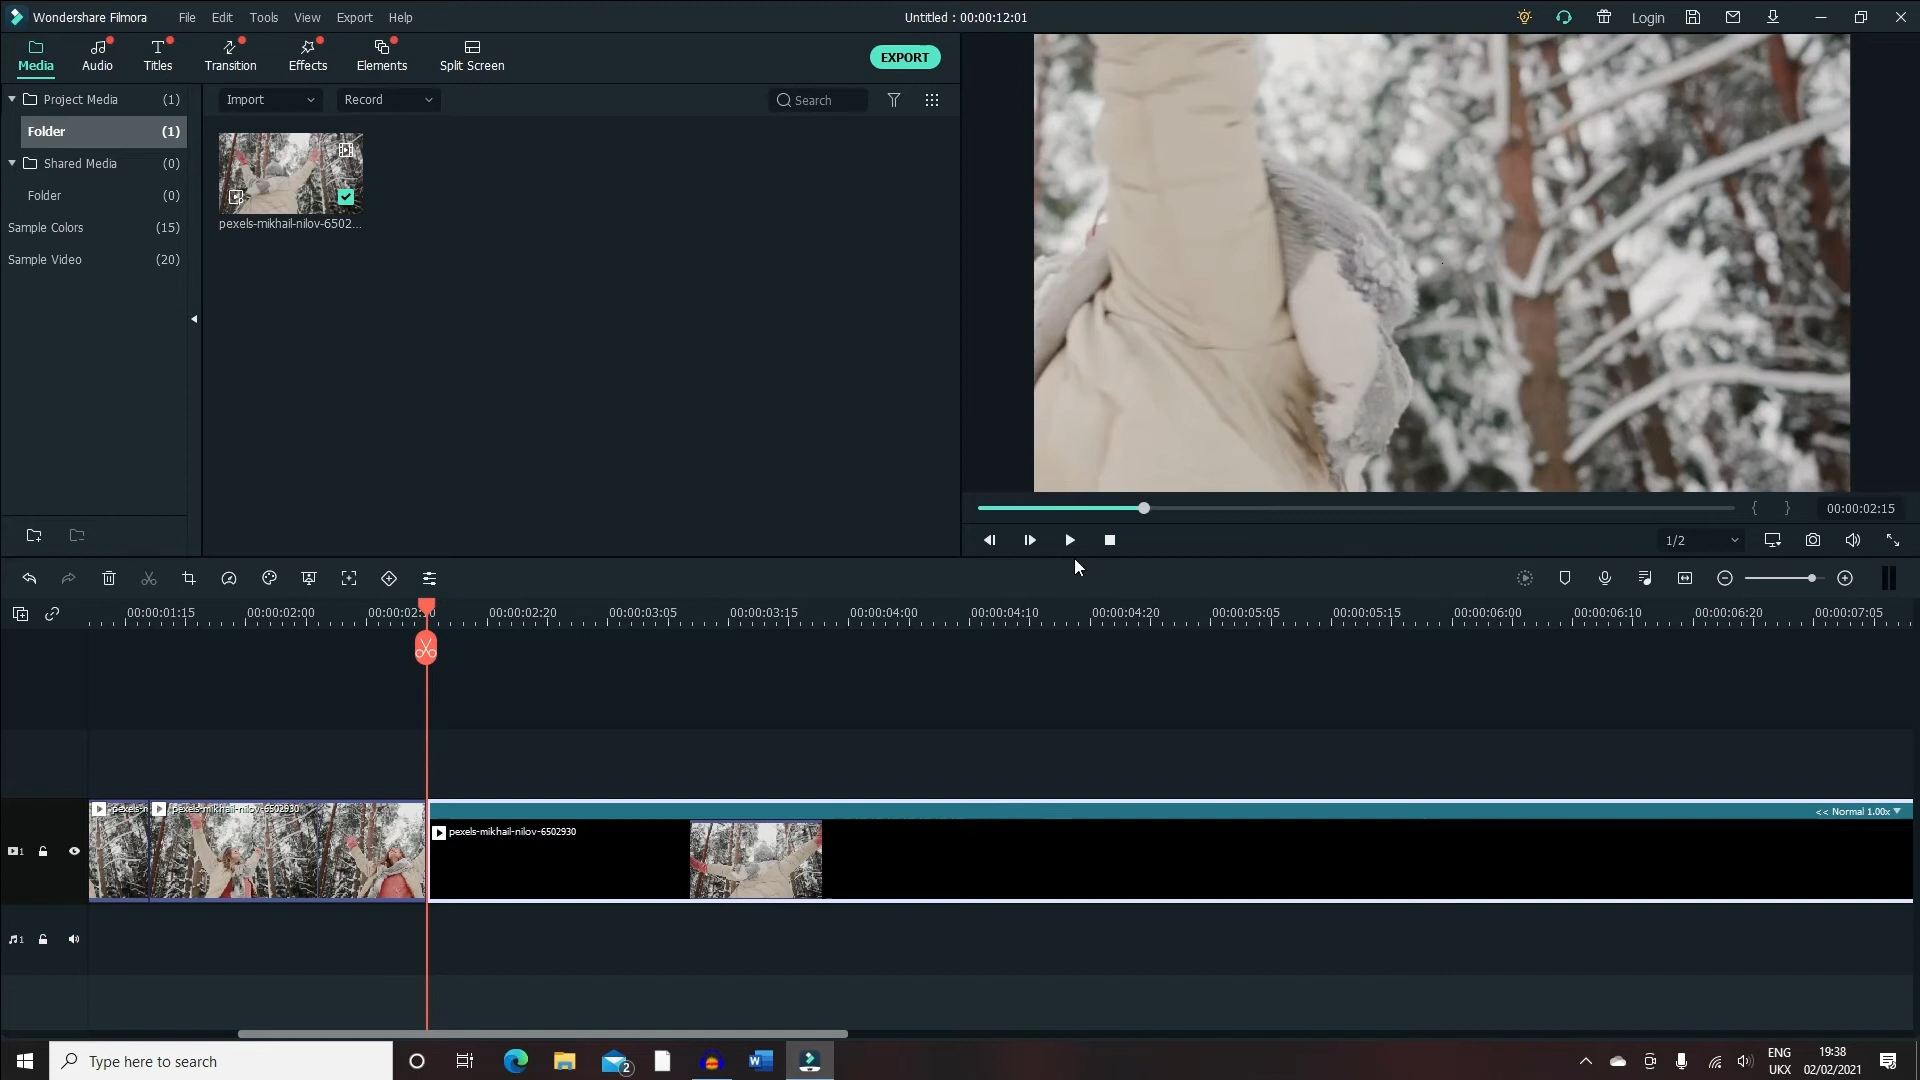 Wondershare Filmora
File
Edit
Tools
View
Export
Help
Untitled : 00:00:12:01
Login
Media
Audio
Titles
Transition
Effects
Elements
Split Screen
EXPORT
Project Media (1)
Folder (1)
Shared Media (0)
Folder (0)
Sample Colors (15)
Sample Video (20)
Import
Record
Search
pexels-mikhail-nilov-6502...
00:00:02:15
1/2
00:00:01:15
00:00:02:00
00:00:02:20
00:00:03:05
00:00:03:15
00:00:04:00
00:00:04:10
00:00:04:20
00:00:05:05
00:00:05:15
00:00:06:00
00:00:06:10
00:00:06:20
00:00:07:05
pexels-mikhail-nilov-6502930
<< Normal 1.00x
pexels-mikhail-nilov-6502930
1
1
Type here to search
2
ENG
UKX
19:38
02/02/2021